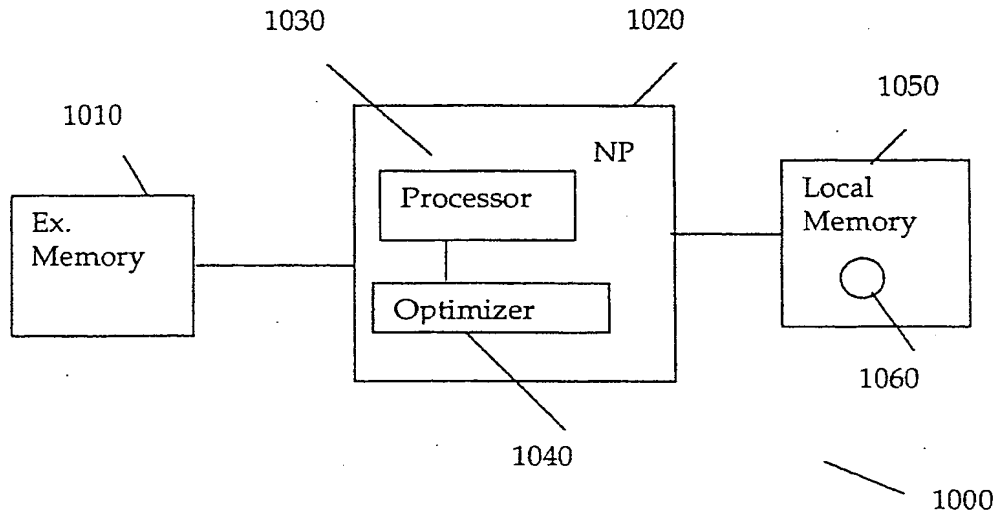 1030
1020
1050
1010
NP
Processor
Ex.
Memory
Local
Memory
Optimizer
1060
1040
1000